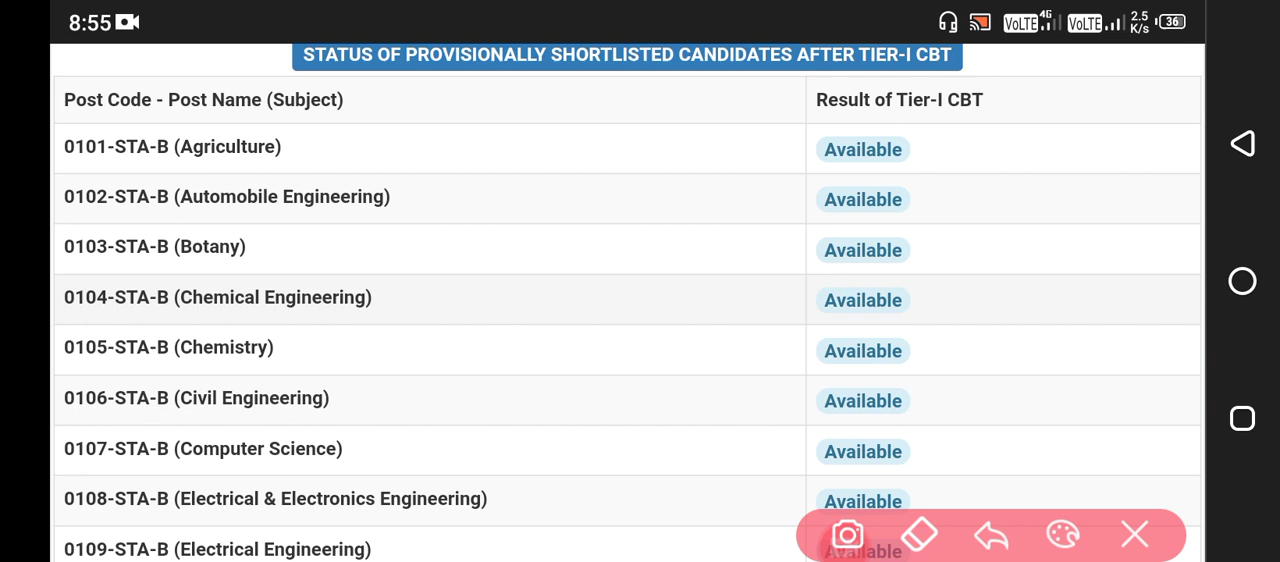 8:55
VoLTE 4G VoLTE 2.5 K/s 36
STATUS OF PROVISIONALLY SHORTLISTED CANDIDATES AFTER TIER-I CBT
Post Code - Post Name (Subject) Result of Tier-I CBT
0101-STA-B (Agriculture) Available
0102-STA-B (Automobile Engineering) Available
0103-STA-B (Botany) Available
0104-STA-B (Chemical Engineering) Available
0105-STA-B (Chemistry) Available
0106-STA-B (Civil Engineering) Available
0107-STA-B (Computer Science) Available
0108-STA-B (Electrical & Electronics Engineering) Available
0109-STA-B (Electrical Engineering) Available